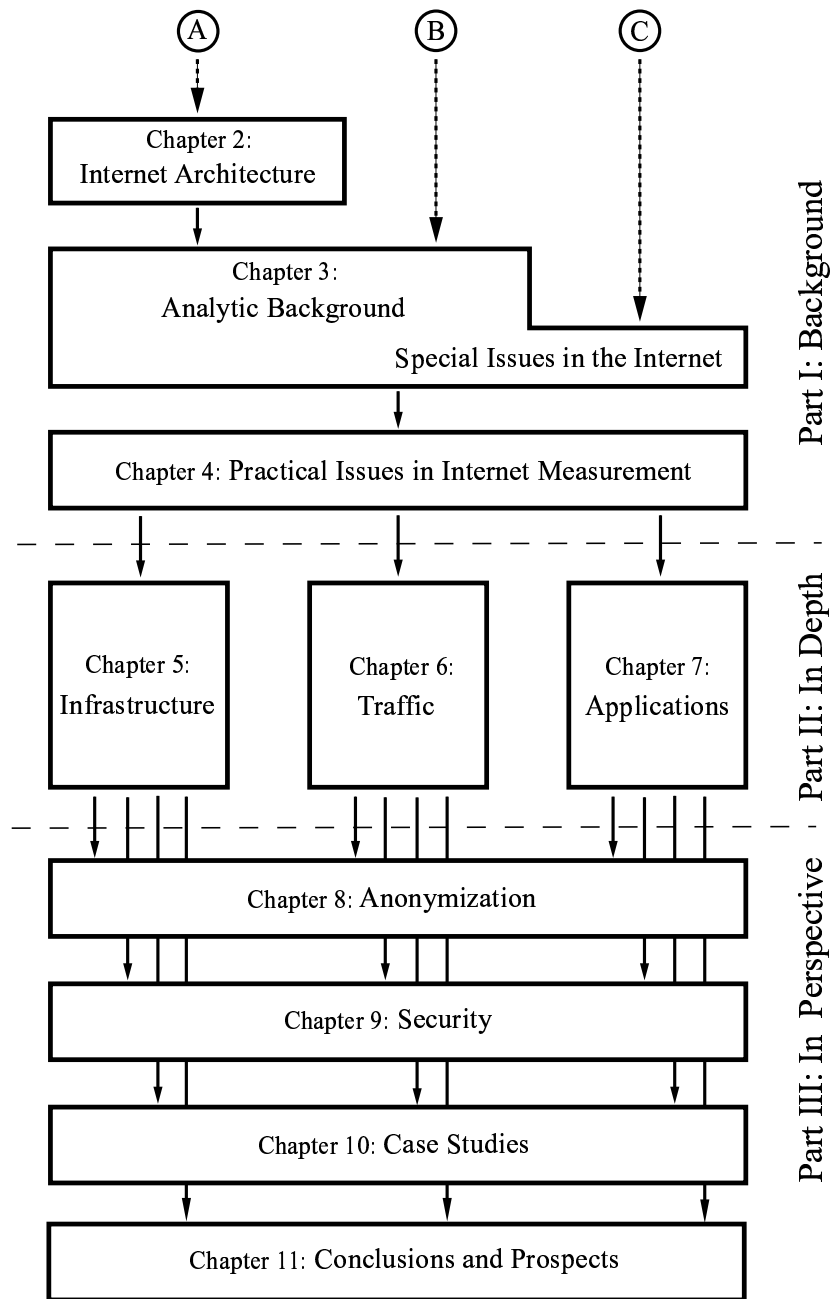 A
B
C
Chapter 2:
Internet Architecture
Chapter 3:
Analytic Background
Special Issues in the Internet
Chapter 4: Practical Issues in Internet Measurement
Part I: Background
Chapter 5:
Infrastructure
Chapter 6:
Traffic
Chapter 7:
Applications
Part II: In Depth
Chapter 8: Anonymization
Chapter 9: Security
Chapter 10: Case Studies
Chapter 11: Conclusions and Prospects
Part III: In Perspective